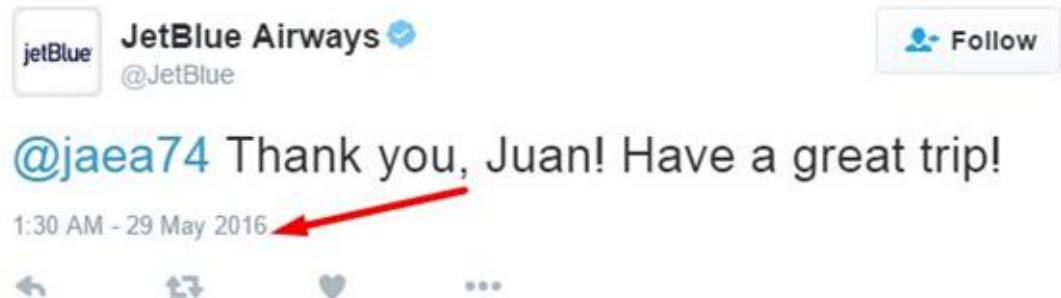 jetBlue
JetBlue Airways
@JetBlue
Follow
@jaea74 Thank you, Juan! Have a great trip!
1:30 AM - 29 May 2016